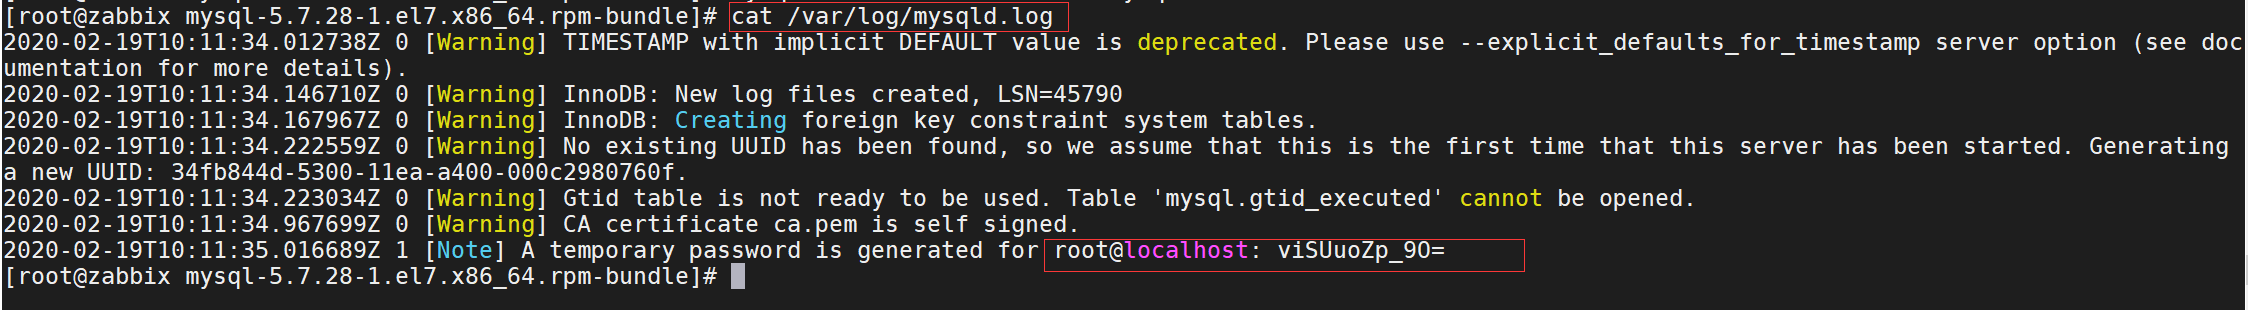 [root@zabbix mysql-5.7.28-1.el7.x86_64.rpm-bundle]# cat /var/log/mysqld.log
2020-02-19T10:11:34.012738Z 0 [Warning] TIMESTAMP with implicit DEFAULT value is deprecated. Please use --explicit_defaults_for_timestamp server option (see doc
umentation for more details).
2020-02-19T10:11:34.146710Z 0 [Warning] InnoDB: New log files created, LSN=45790
2020-02-19T10:11:34.167967Z 0 [Warning] InnoDB: Creating foreign key constraint system tables.
2020-02-19T10:11:34.222559Z 0 [Warning] No existing UUID has been found, so we assume that this is the first time that this server has been started. Generating
a new UUID: 34fb844d-5300-11ea-a400-000c2980760f.
2020-02-19T10:11:34.223034Z 0 [Warning] Gtid table is not ready to be used. Table 'mysql.gtid_executed' cannot be opened.
2020-02-19T10:11:34.967699Z 0 [Warning] CA certificate ca.pem is self signed.
2020-02-19T10:11:35.016689Z 1 [Note] A temporary password is generated for root@localhost: viSUuoZp_9O=
[root@zabbix mysql-5.7.28-1.el7.x86_64.rpm-bundle]#